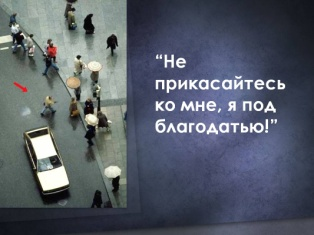 “Не
прикасайтесь
ко мне, я под
благодатью!”